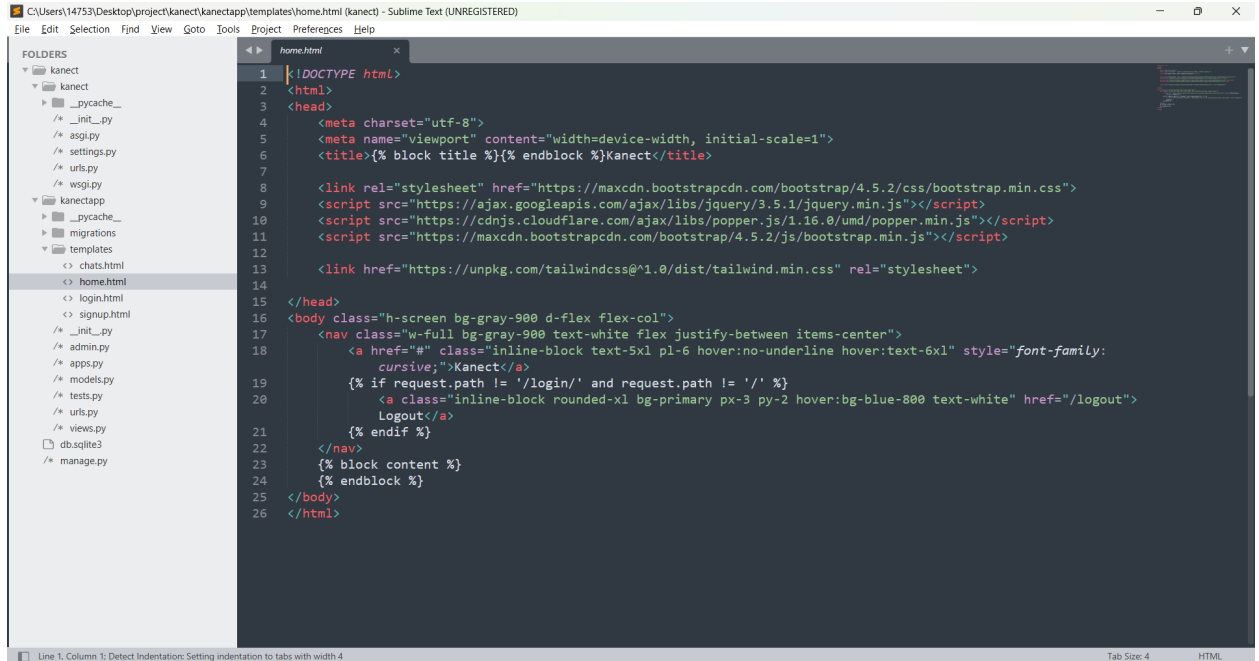 C:\Users\14753\Desktop\project\kanect\kanectapp\templates\home.html (kanect) - Sublime Text (UNREGISTERED)
File Edit Selection Find View Goto Tools Project Preferences Help
FOLDERS
kanect
kanect
__pycache__
/* __init__.py
/* asgi.py
/* settings.py
/* urls.py
/* wsgi.py
kanectapp
__pycache__
migrations
templates
<> chats.html
<> home.html
<> login.html
<> signup.html
/* __init__.py
/* admin.py
/* apps.py
/* models.py
/* tests.py
/* urls.py
/* views.py
db.sqlite3
/* manage.py
home.html ×
1 <!DOCTYPE html>
2 <html>
3 <head>
4 <meta charset="utf-8">
5 <meta name="viewport" content="width=device-width, initial-scale=1">
6 <title>{% block title %}{% endblock %}Kanect</title>
7
8 <link rel="stylesheet" href="https://maxcdn.bootstrapcdn.com/bootstrap/4.5.2/css/bootstrap.min.css">
9 <script src="https://ajax.googleapis.com/ajax/libs/jquery/3.5.1/jquery.min.js"></script>
10 <script src="https://cdnjs.cloudflare.com/ajax/libs/popper.js/1.16.0/umd/popper.min.js"></script>
11 <script src="https://maxcdn.bootstrapcdn.com/bootstrap/4.5.2/js/bootstrap.min.js"></script>
12
13 <link href="https://unpkg.com/tailwindcss@^1.0/dist/tailwind.min.css" rel="stylesheet">
14
15 </head>
16 <body class="h-screen bg-gray-900 d-flex flex-col">
17 <nav class="w-full bg-gray-900 text-white flex justify-between items-center">
18 <a href="#" class="inline-block text-5xl pl-6 hover:no-underline hover:text-6xl" style="font-family:
cursive;">Kanect</a>
19 {% if request.path != '/login/' and request.path != '/' %}
20 <a class="inline-block rounded-xl bg-primary px-3 py-2 hover:bg-blue-800 text-white" href="/logout">
Logout</a>
21 {% endif %}
22 </nav>
23 {% block content %}
24 {% endblock %}
25 </body>
26 </html>
Line 1, Column 1; Detect Indentation: Setting indentation to tabs with width 4
Tab Size: 4
HTML